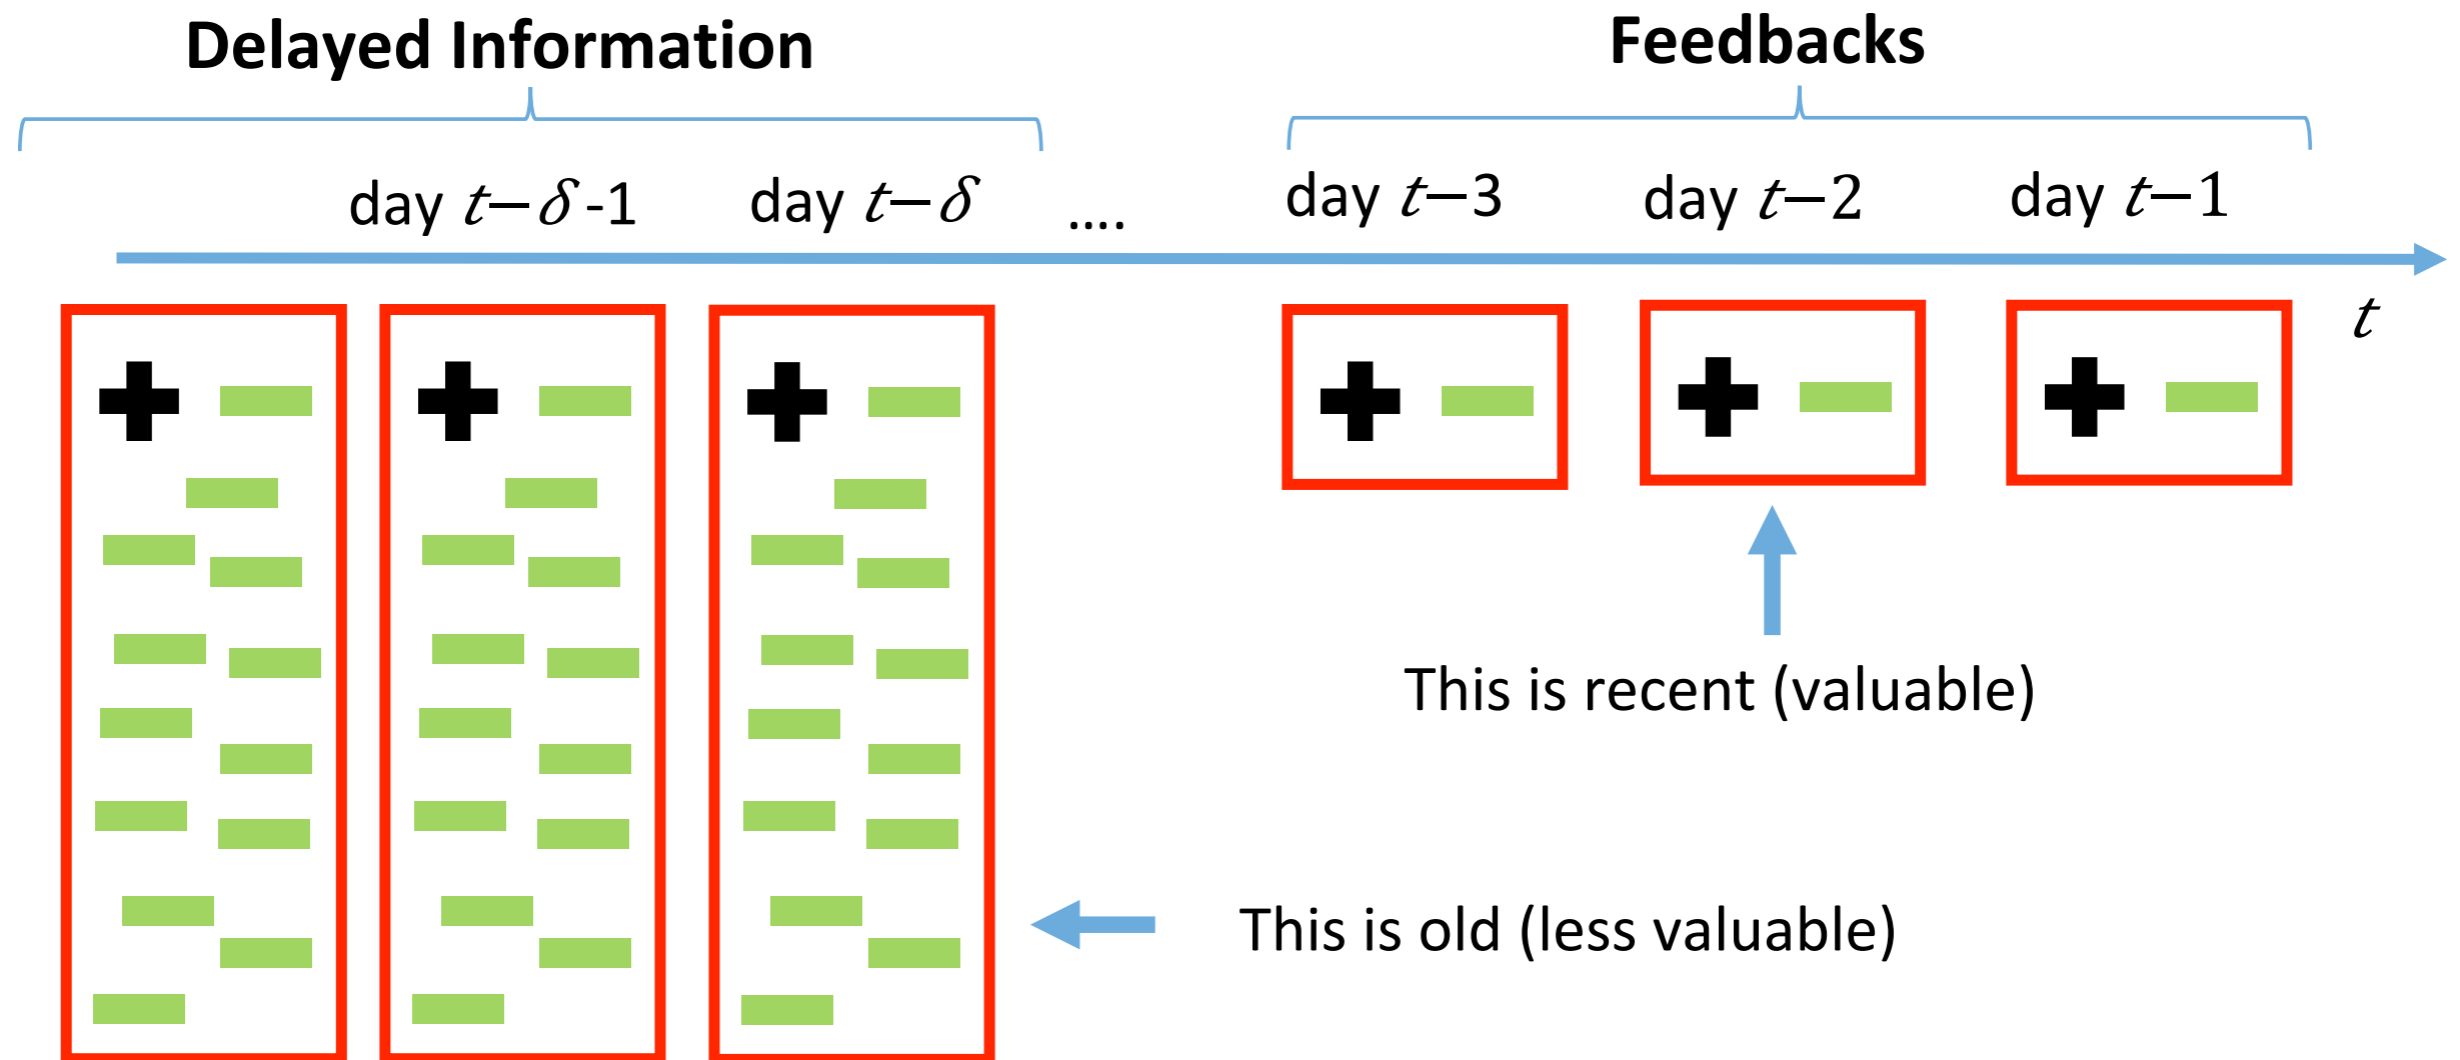 Delayed Information
Feedbacks
day t−δ-1
day t−δ
....
day t−3
day t−2
day t−1
t
This is recent (valuable)
This is old (less valuable)